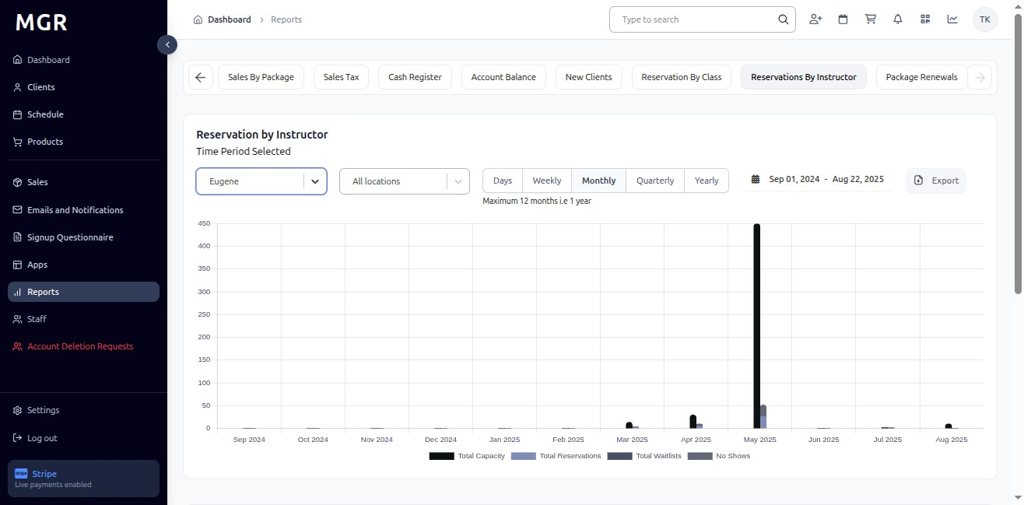 MGR
Dashboard
Clients
Schedule
Products
Sales
Emails and Notifications
Signup Questionnaire
Apps
Reports
Staff
Account Deletion Requests
Settings
Log out
stripe Stripe
Live payments enabled
Dashboard > Reports
Type to search
TK
Sales By Package Sales Tax Cash Register Account Balance New Clients Reservation By Class Reservations By Instructor Package Renewals
Reservation by Instructor
Time Period Selected
Eugene All locations Days Weekly Monthly Quarterly Yearly Sep 01, 2024 - Aug 22, 2025 Export
Maximum 12 months i.e 1 year
450
400
350
300
250
200
150
100
50
0
Sep 2024 Oct 2024 Nov 2024 Dec 2024 Jan 2025 Feb 2025 Mar 2025 Apr 2025 May 2025 Jun 2025 Jul 2025 Aug 2025
Total Capacity Total Reservations Total Waitlists No Shows